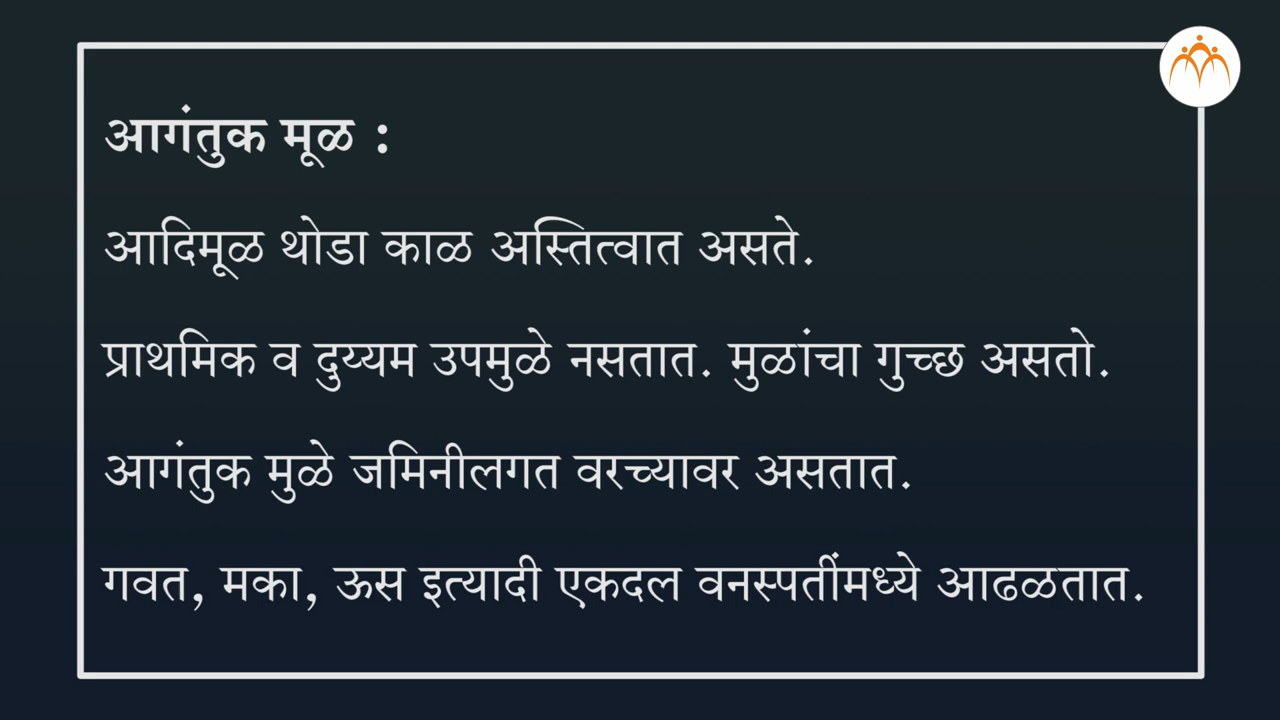 आगंतुक मूळ :
आदिमूळ थोडा काळ अस्तित्वात असते.
प्राथमिक व दुय्यम उपमुळे नसतात. मुळांचा गुच्छ असतो.
आगंतुक मुळे जमिनीलगत वरच्यावर असतात.
गवत, मका, ऊस इत्यादी एकदल वनस्पतींमध्ये आढळतात.